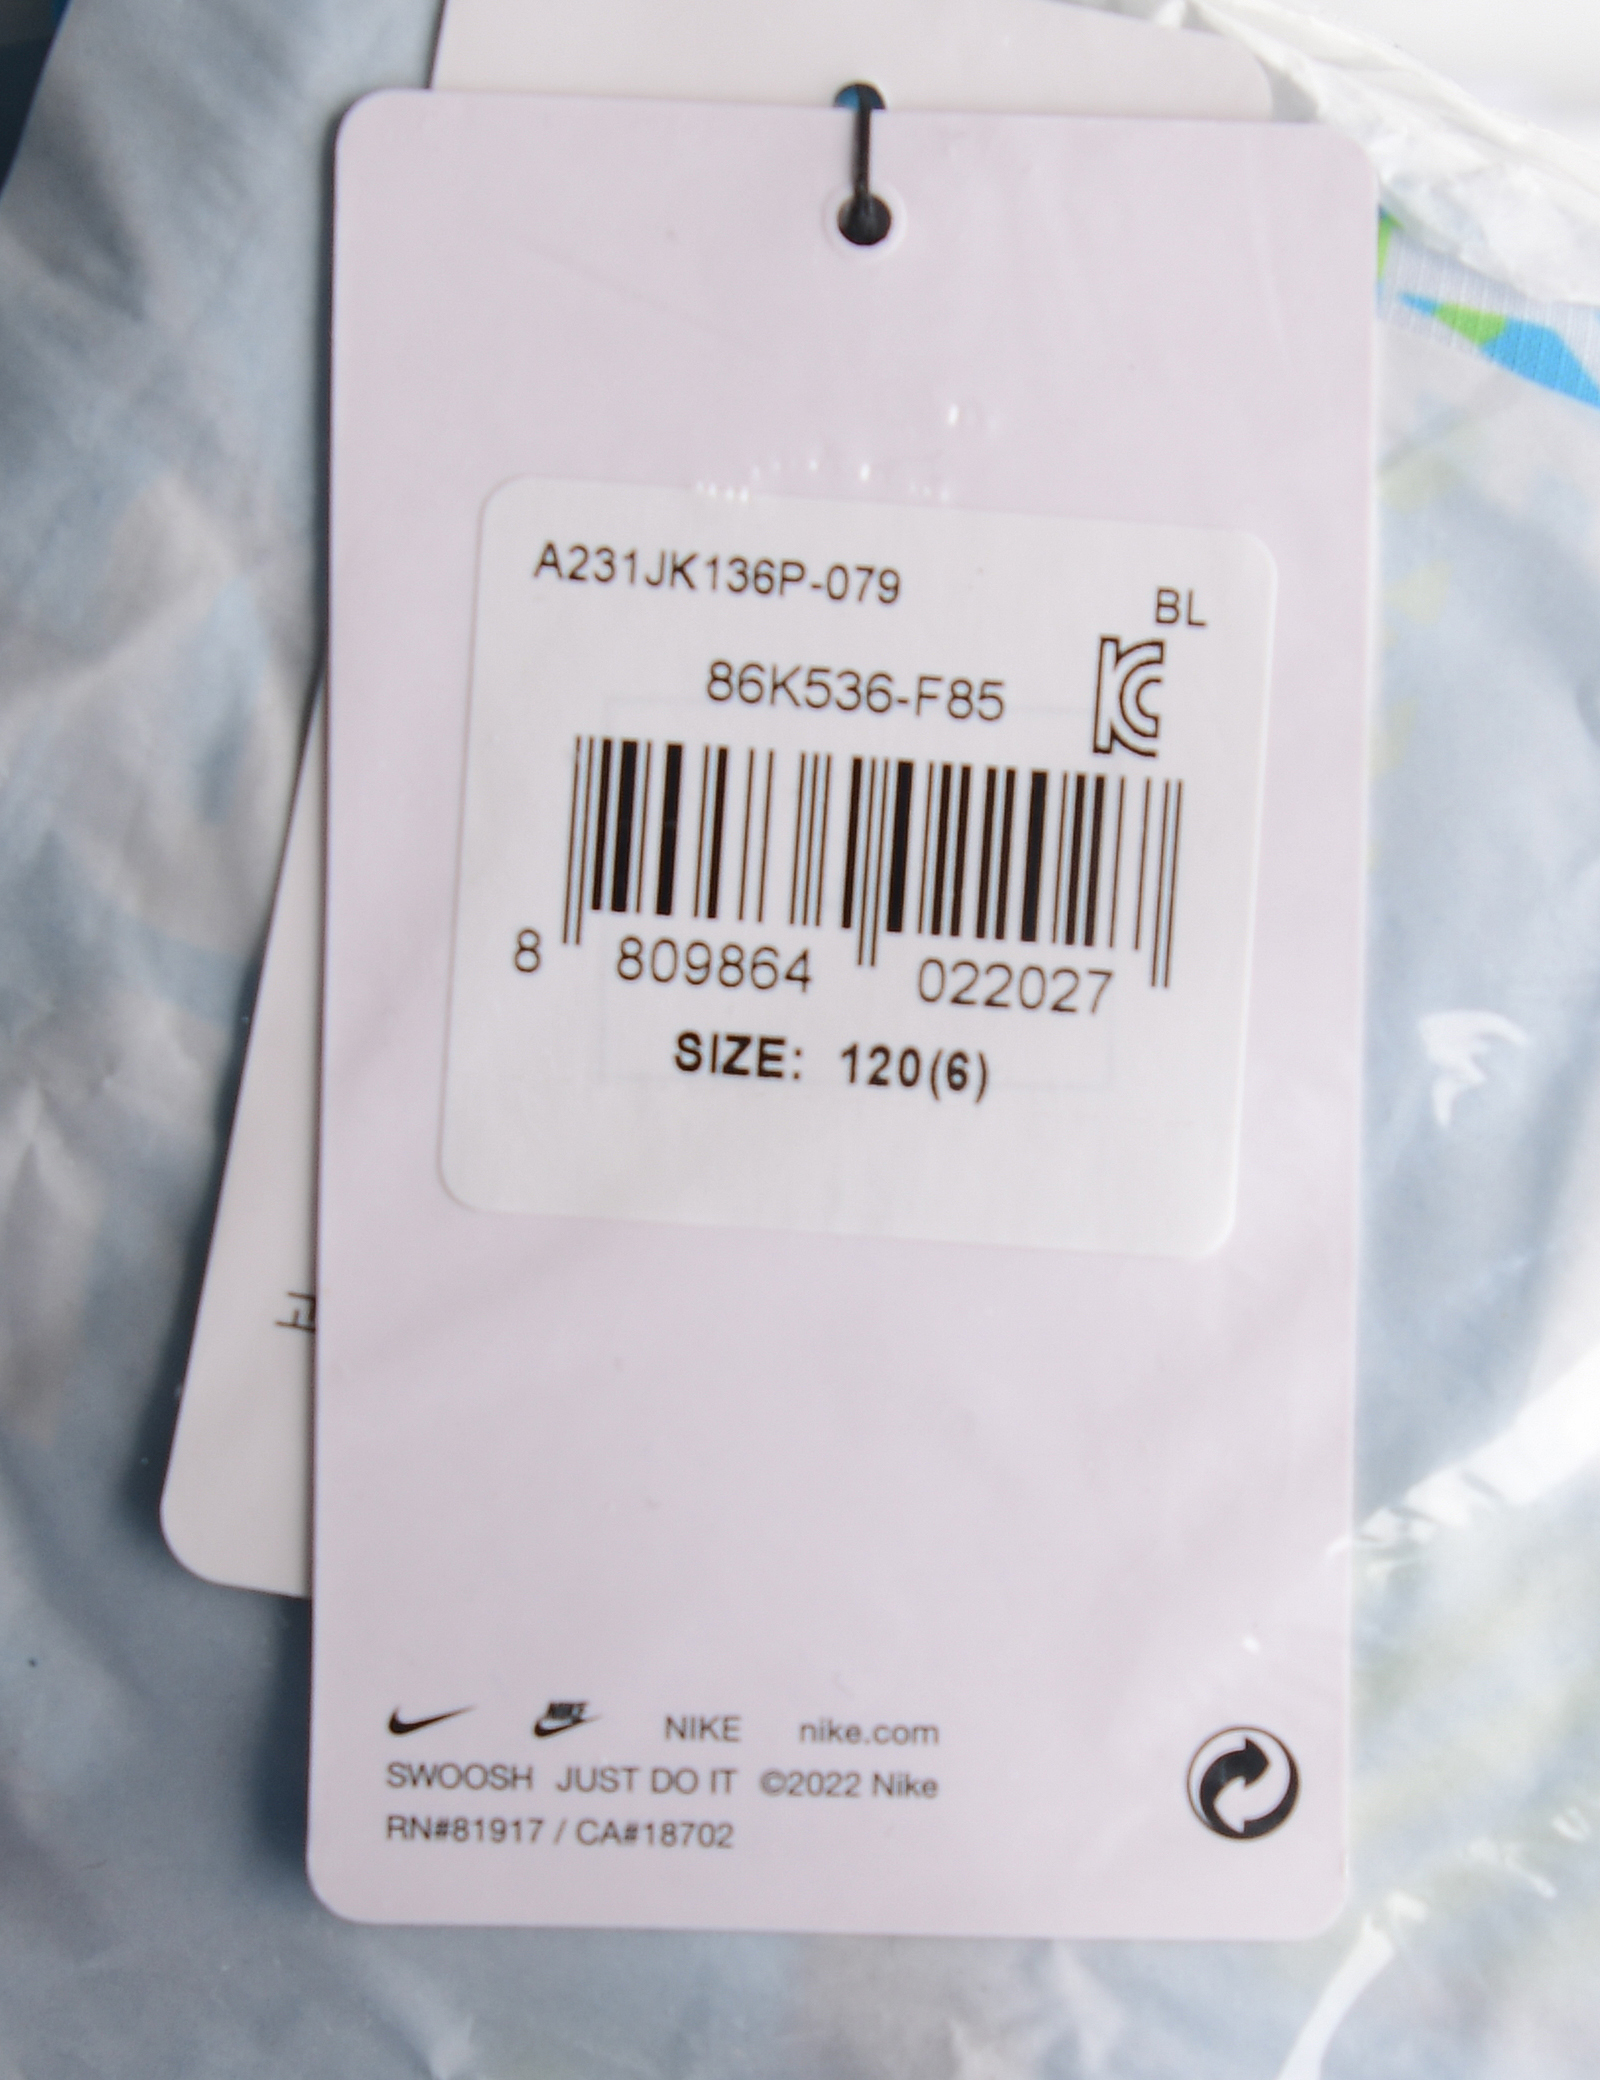 A231JK136P-079
BL
86K536-F85
8 809864 022027
SIZE: 120(6)
NIKE NIKE nike.com
SWOOSH JUST DO IT ©2022 Nike
RN#81917 / CA#18702